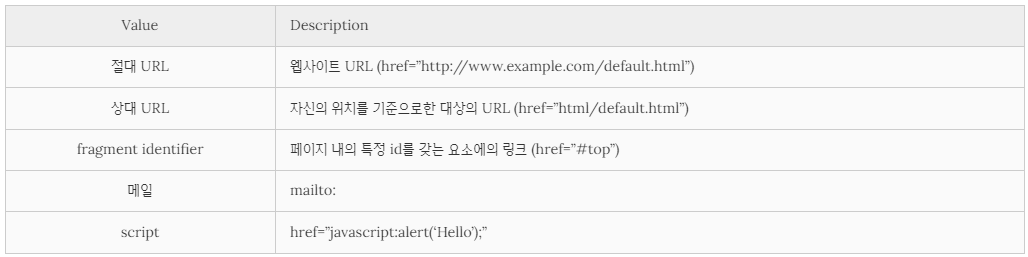 Value Description
절대 URL 웹사이트 URL (href=”http://www.example.com/default.html”)
상대 URL 자신의 위치를 기준으로한 대상의 URL (href=”html/default.html”)
fragment identifier 페이지 내의 특정 id를 갖는 요소에의 링크 (href=”#top”)
메일 mailto:
script href=”javascript:alert(‘Hello’);”